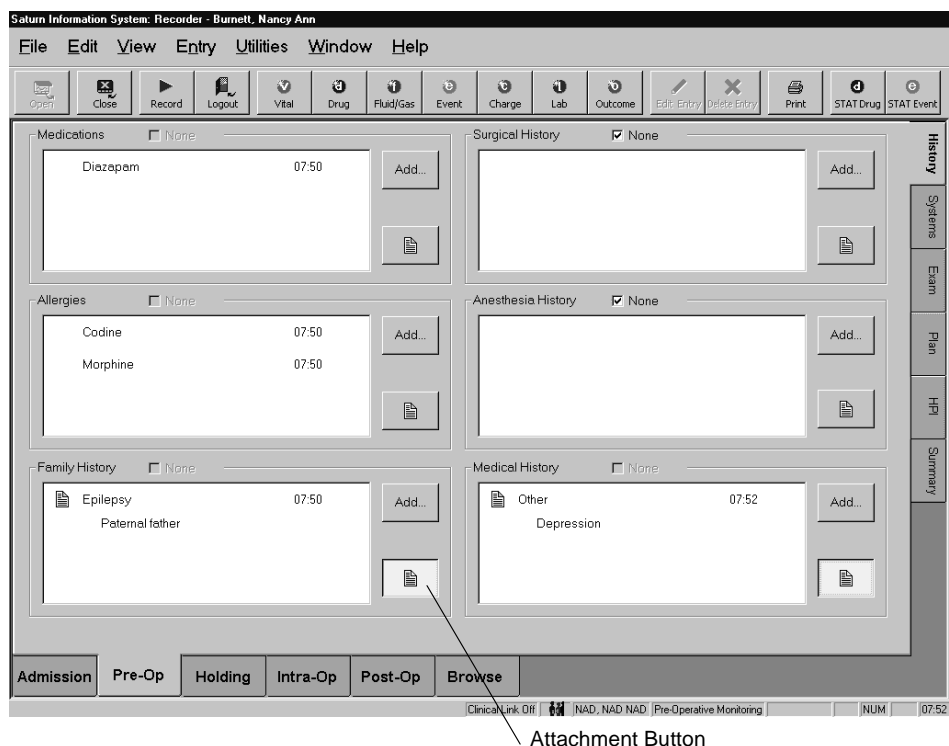 Saturn Information System: Recorder - Burnett, Nancy Ann
File Edit View Entry Utilities Window Help
Open Close Record Logout Vital Drug Fluid/Gas Event Charge Lab Outcome Edit Entry Delete Entry Print STAT Drug STAT Event
Medications None
Diazapam 07:50
Add...
Surgical History None
Add...
Allergies None
Codine 07:50
Morphine 07:50
Add...
Anesthesia History None
Add...
Family History None
Epilepsy 07:50
Paternal father
Add...
Medical History None
Other 07:52
Depression
Add...
History
Systems
Exam
Plan
HPI
Summary
Admission Pre-Op Holding Intra-Op Post-Op Browse
Clinical Link Off NAD, NAD NAD Pre-Operative Monitoring NUM 07:52
Attachment Button